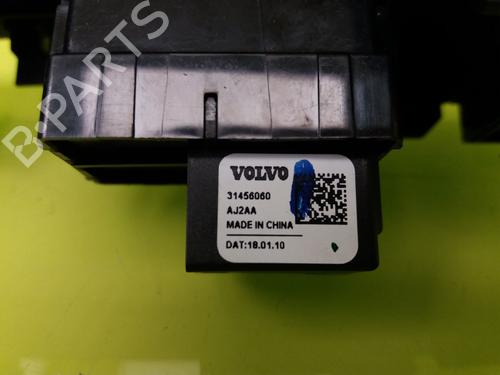 B-PARTS
VOLVO
31456060
AJ2AA
MADE IN CHINA
DAT:18.01.10